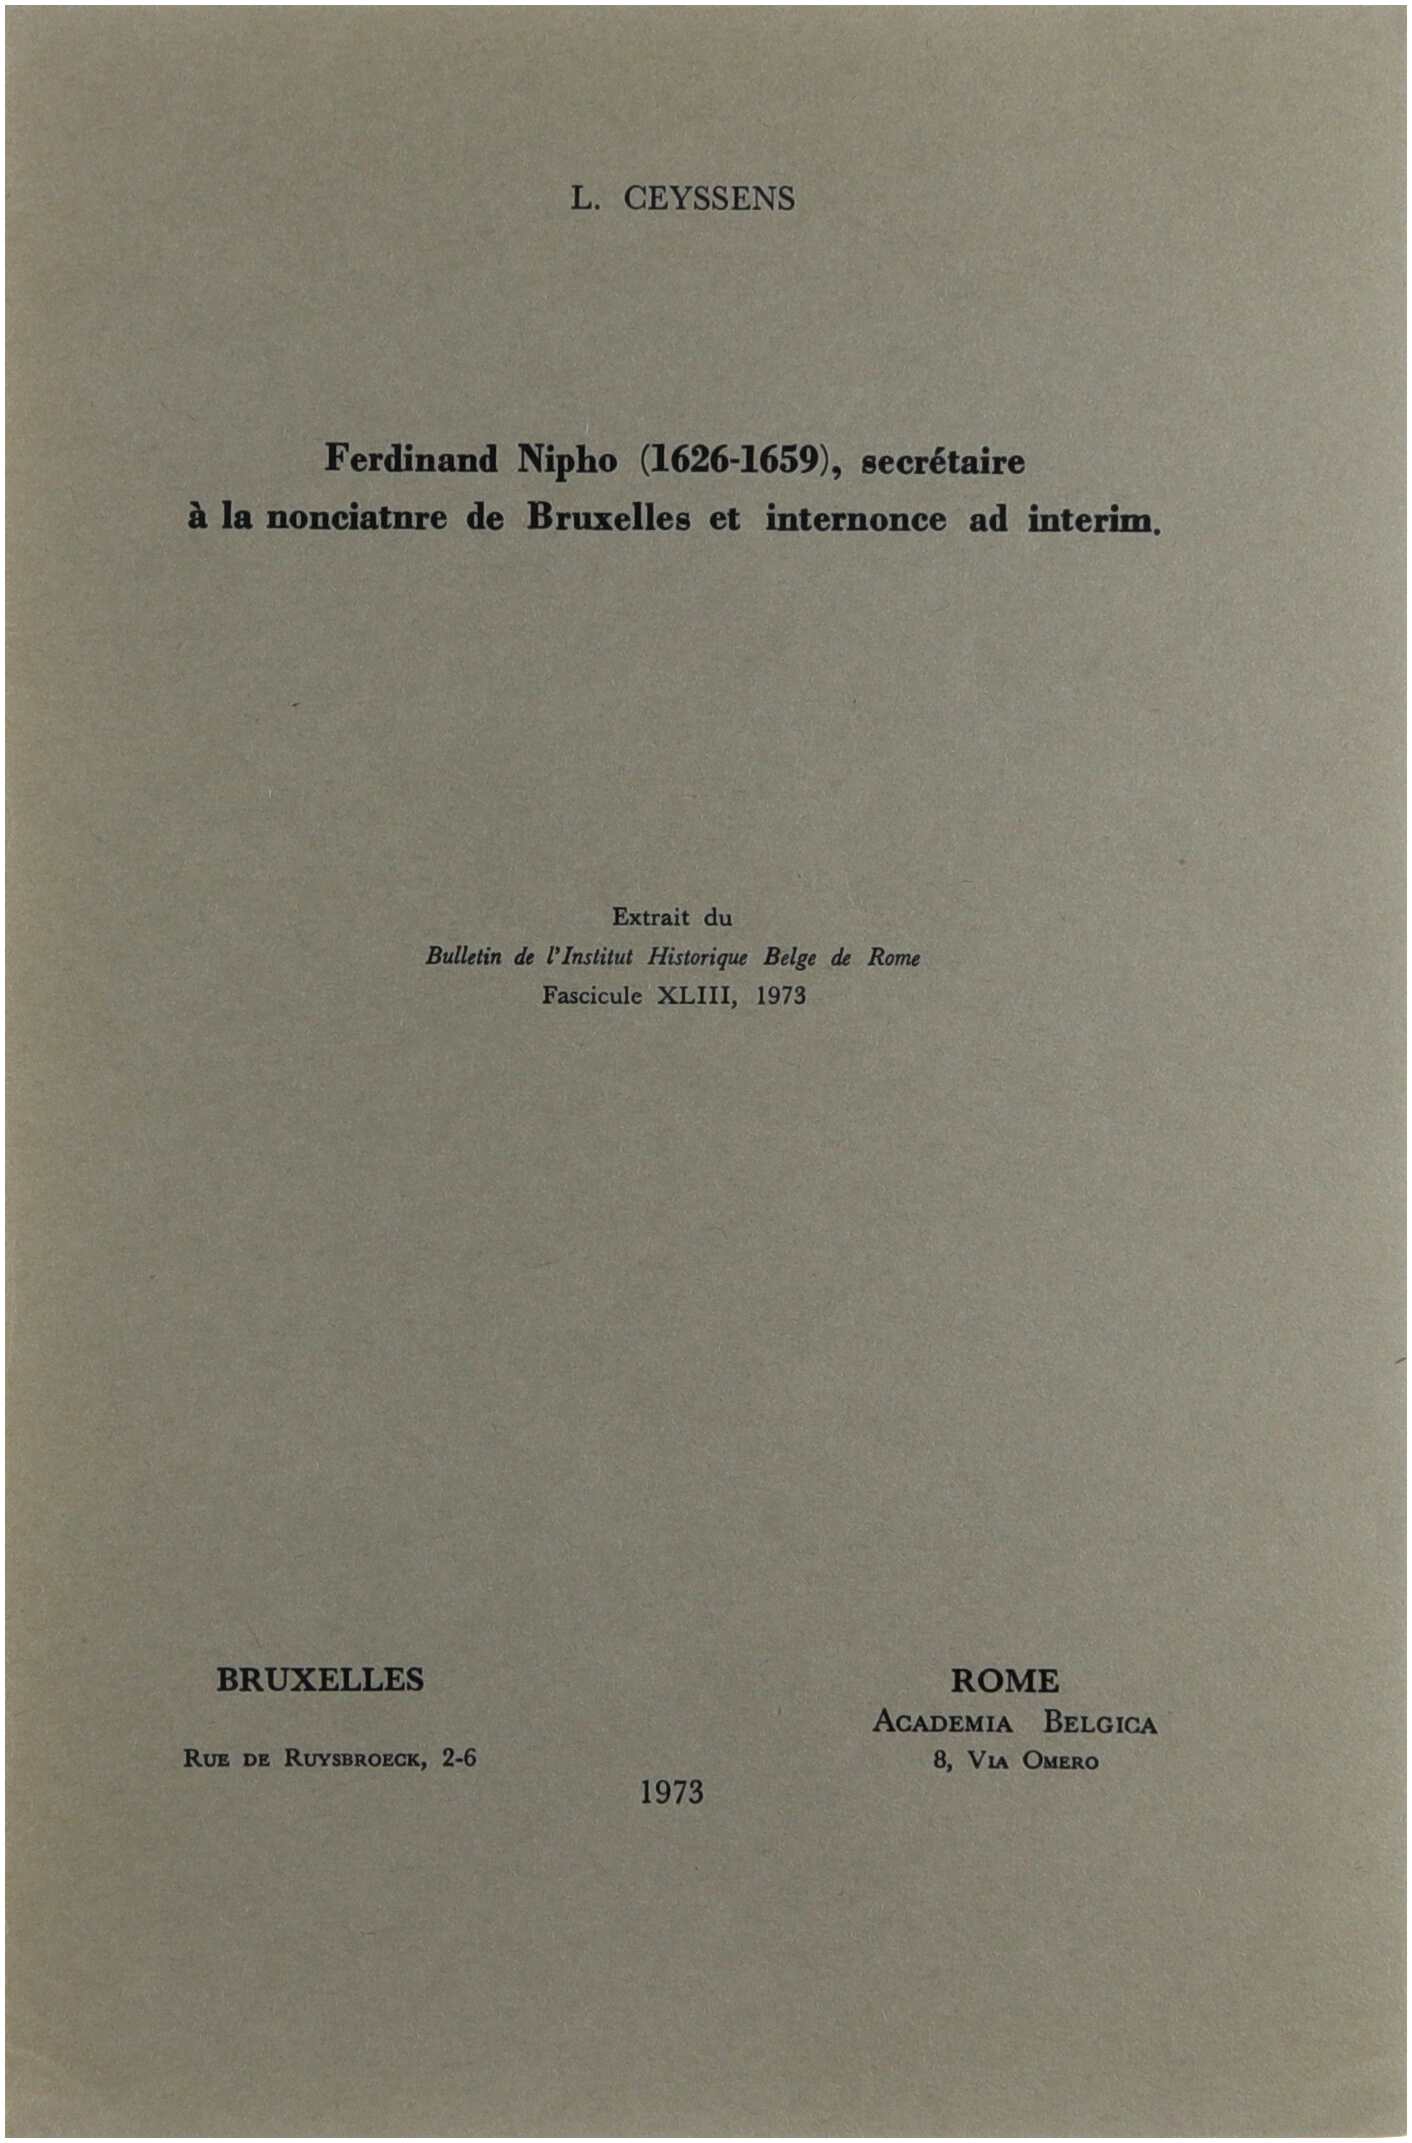 L. CEYSSENS
Ferdinand Nipho (1626-1659), secrétaire
à la nonciatnre de Bruxelles et internonce ad interim.
Extrait du
Bulletin de l'Institut Historique Belge de Rome
Fascicule XLIII, 1973
BRUXELLES
RUE DE RUYSBROECK, 2-6
ROME
ACADEMIA BELGICA
8, VIA OMERO
1973